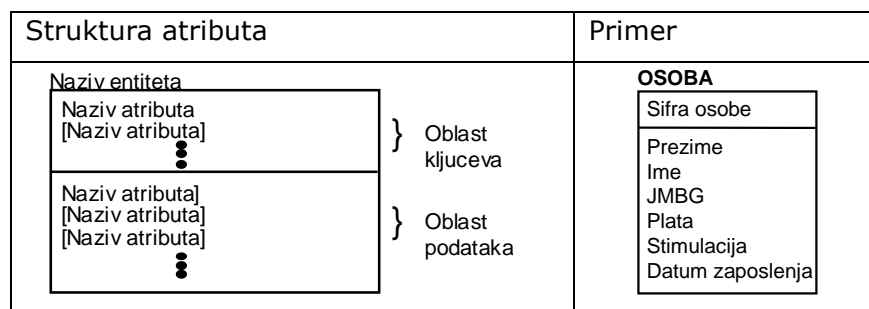 Struktura atributa
Primer
Naziv entiteta
Naziv atributa
[Naziv atributa]
} Oblast
kljuceva
Naziv atributa]
[Naziv atributa]
[Naziv atributa]
} Oblast
podataka
OSOBA
Sifra osobe
Prezime
Ime
JMBG
Plata
Stimulacija
Datum zaposlenja